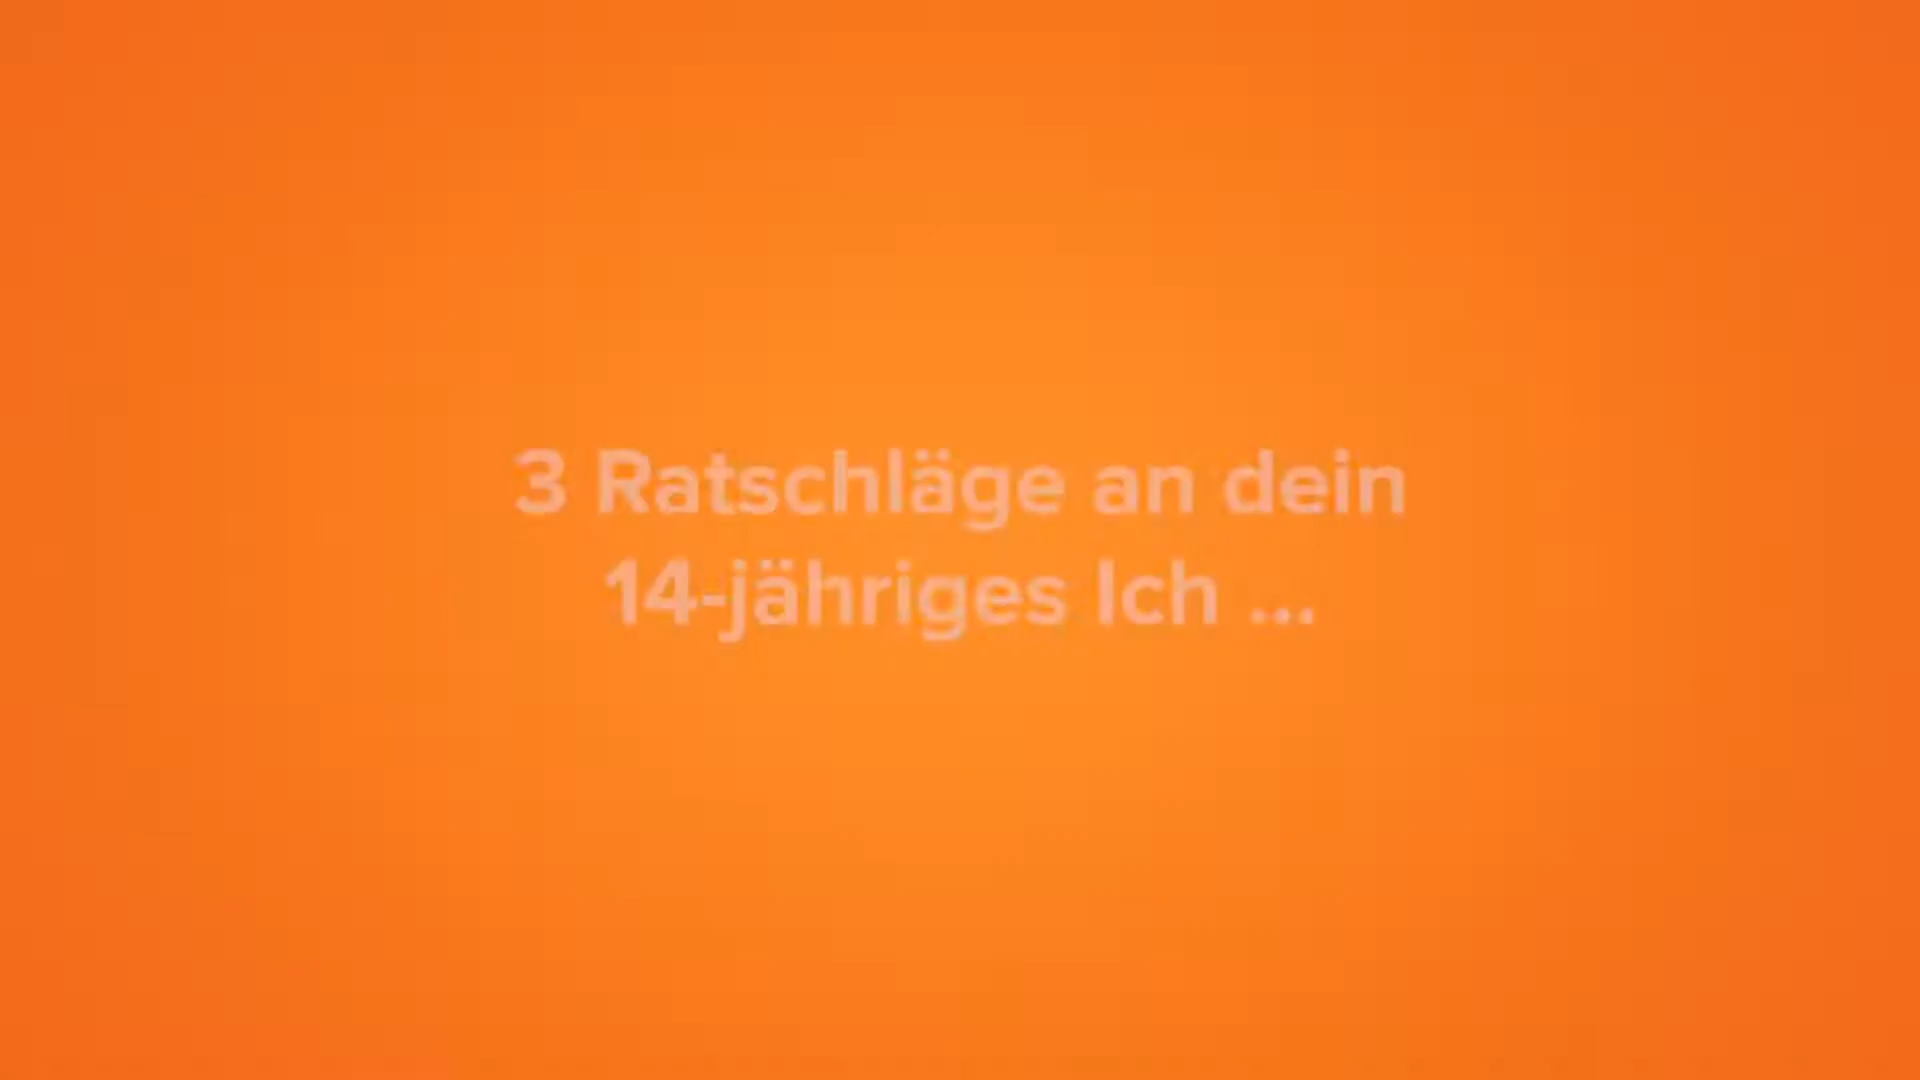 3 Ratschläge an dein
14-jähriges Ich ...